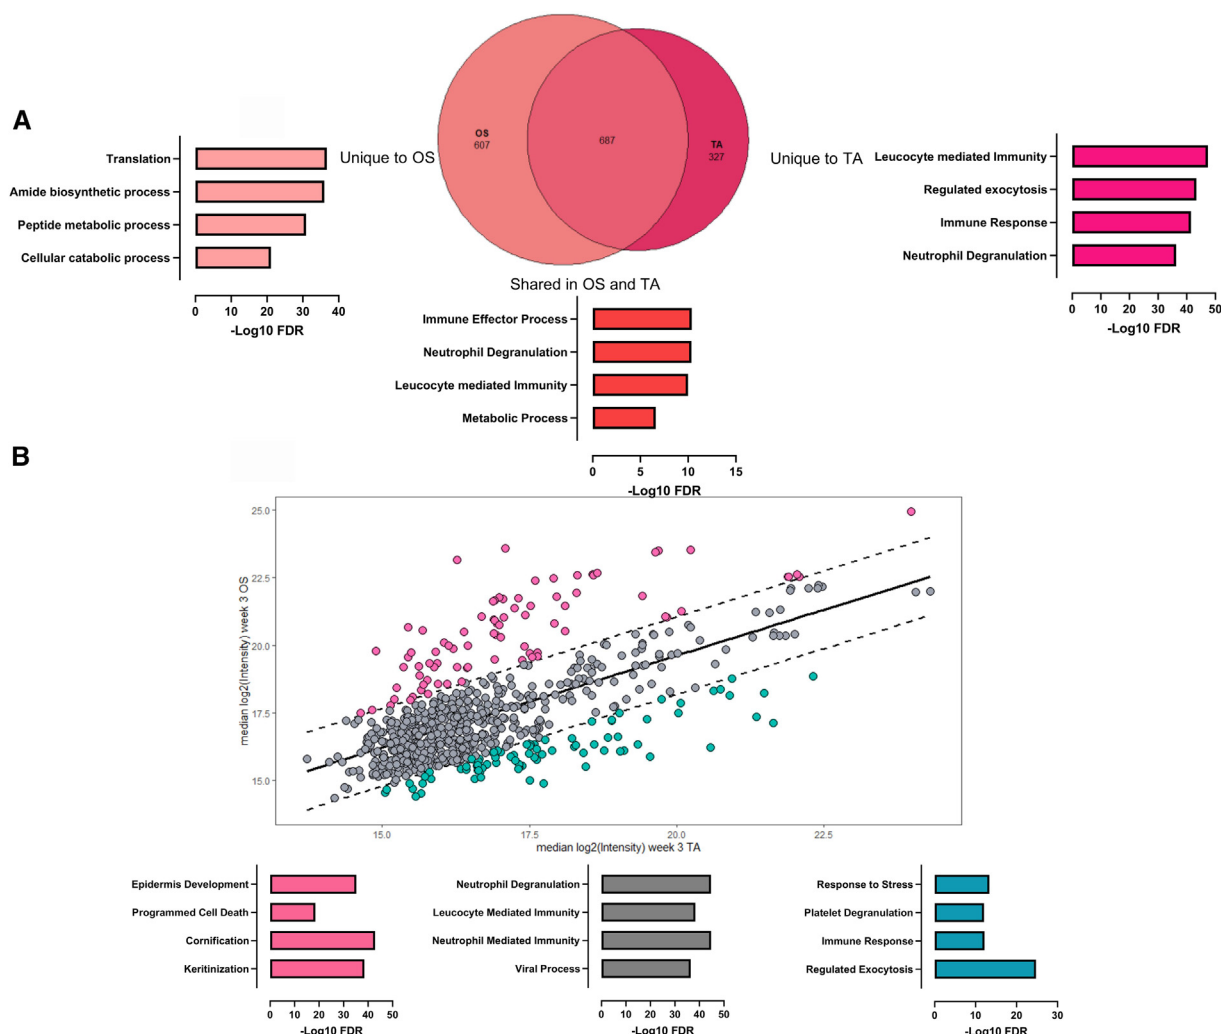 A
OS
607
687
TA
327
Unique to OS
Translation
Amide biosynthetic process
Peptide metabolic process
Cellular catabolic process
0 10 20 30 40
-Log10 FDR
Unique to TA
Leucocyte mediated Immunity
Regulated exocytosis
Immune Response
Neutrophil Degranulation
0 10 20 30 40 50
-Log10 FDR
Shared in OS and TA
Immune Effector Process
Neutrophil Degranulation
Leucocyte mediated Immunity
Metabolic Process
0 5 10 15
-Log10 FDR
B
median log2(Intensity) week 3 OS
25.0
22.5
20.0
17.5
15.0
15.0 17.5 20.0 22.5
median log2(Intensity) week 3 TA
Epidermis Development
Programmed Cell Death
Cornification
Keritinization
0 10 20 30 40 50
-Log10 FDR
Neutrophil Degranulation
Leucocyte Mediated Immunity
Neutrophil Mediated Immunity
Viral Process
0 10 20 30 40 50
-Log10 FDR
Response to Stress
Platelet Degranulation
Immune Response
Regulated Exocytosis
0 10 20 30
-Log10 FDR